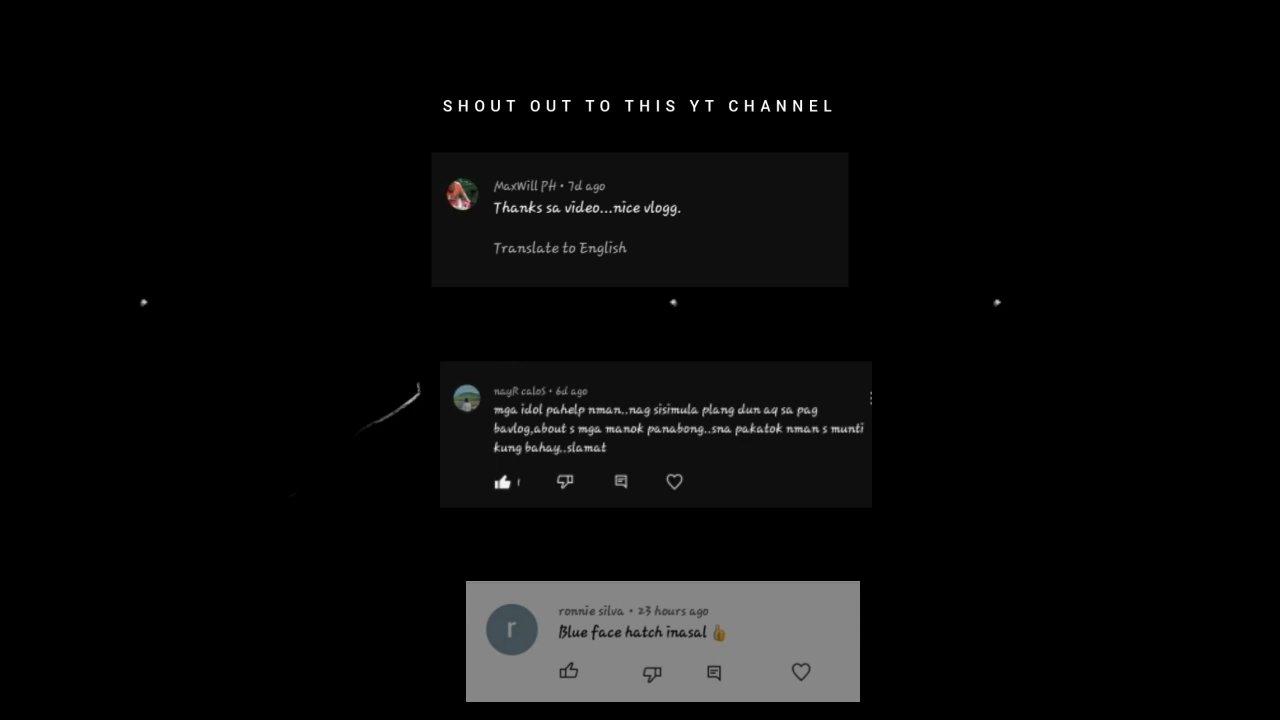 SHOUT OUT TO THIS YT CHANNEL
MaxWill PH • 7d ago
Thanks sa video...nice vlogg.
Translate to English
nayR caloS • 6d ago
mga idol pahelp nman..nag sisimula plang dun aq sa pag
bavlog,about s mga manok panabong..sna pakatok nman s munti
kung bahay..slamat
1
r
ronnie silva • 23 hours ago
Blue face hatch inasal 👍